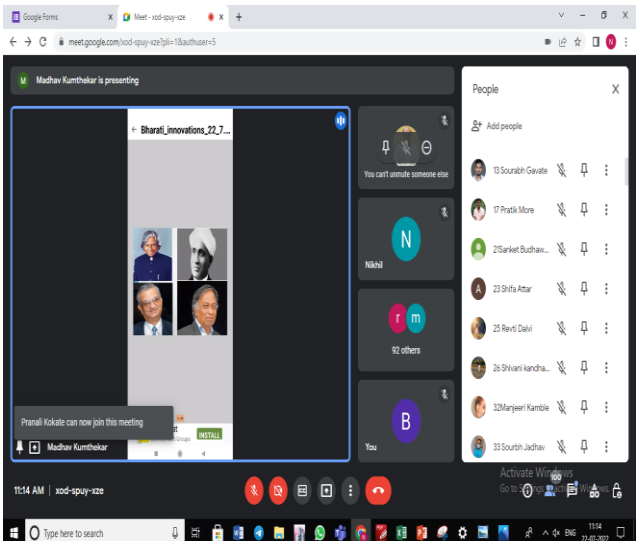 Google Forms
Meet - xod-spuy-xze
meet.google.com/xod-spuy-xze?pli=1&authuser=5
N
M
Madhav Kumthekar is presenting
Bharati_innovations_22_7....
INSTALL
Pranali Kokate can now join this meeting
Madhav Kumthekar
You can't unmute someone else
N
Nikhil
r m
92 others
B
You
People
Add people
13 Sourabh Gavate
17 Pratik More
21Sanket Budhaw...
A
23 Shifa Attar
25 Revti Dalvi
26 Shivani kandha...
32Manjeeri Kamble
33 Sourbh Jadhav
Activate Windows
11:14 AM | xod-spuy-xze
100
Type here to search
ENG
11:14
22-07-2022